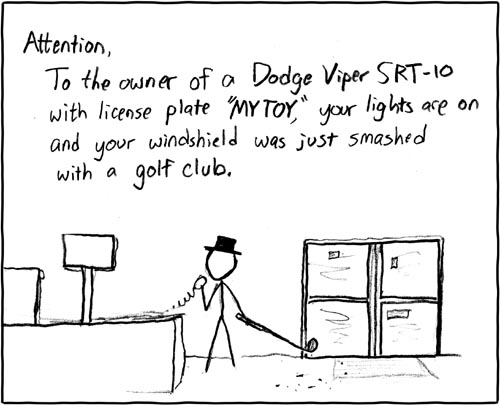 Attention,
To the owner of a Dodge Viper SRT-10
with license plate "MYTOY," your lights are on
and your windshield was just smashed
with a golf club.